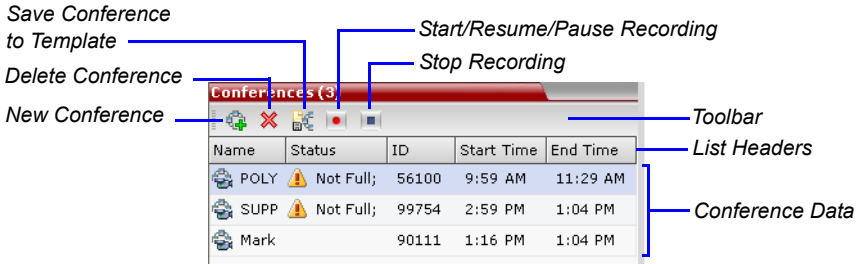 Save Conference
to Template
Start/Resume/Pause Recording
Stop Recording
Delete Conference
New Conference
Conferences (3)
Toolbar
List Headers
Name Status ID Start Time End Time
POLY Not Full; 56100 9:59 AM 11:29 AM
SUPP Not Full; 99754 2:59 PM 1:04 PM
Mark 90111 1:16 PM 1:04 PM
Conference Data